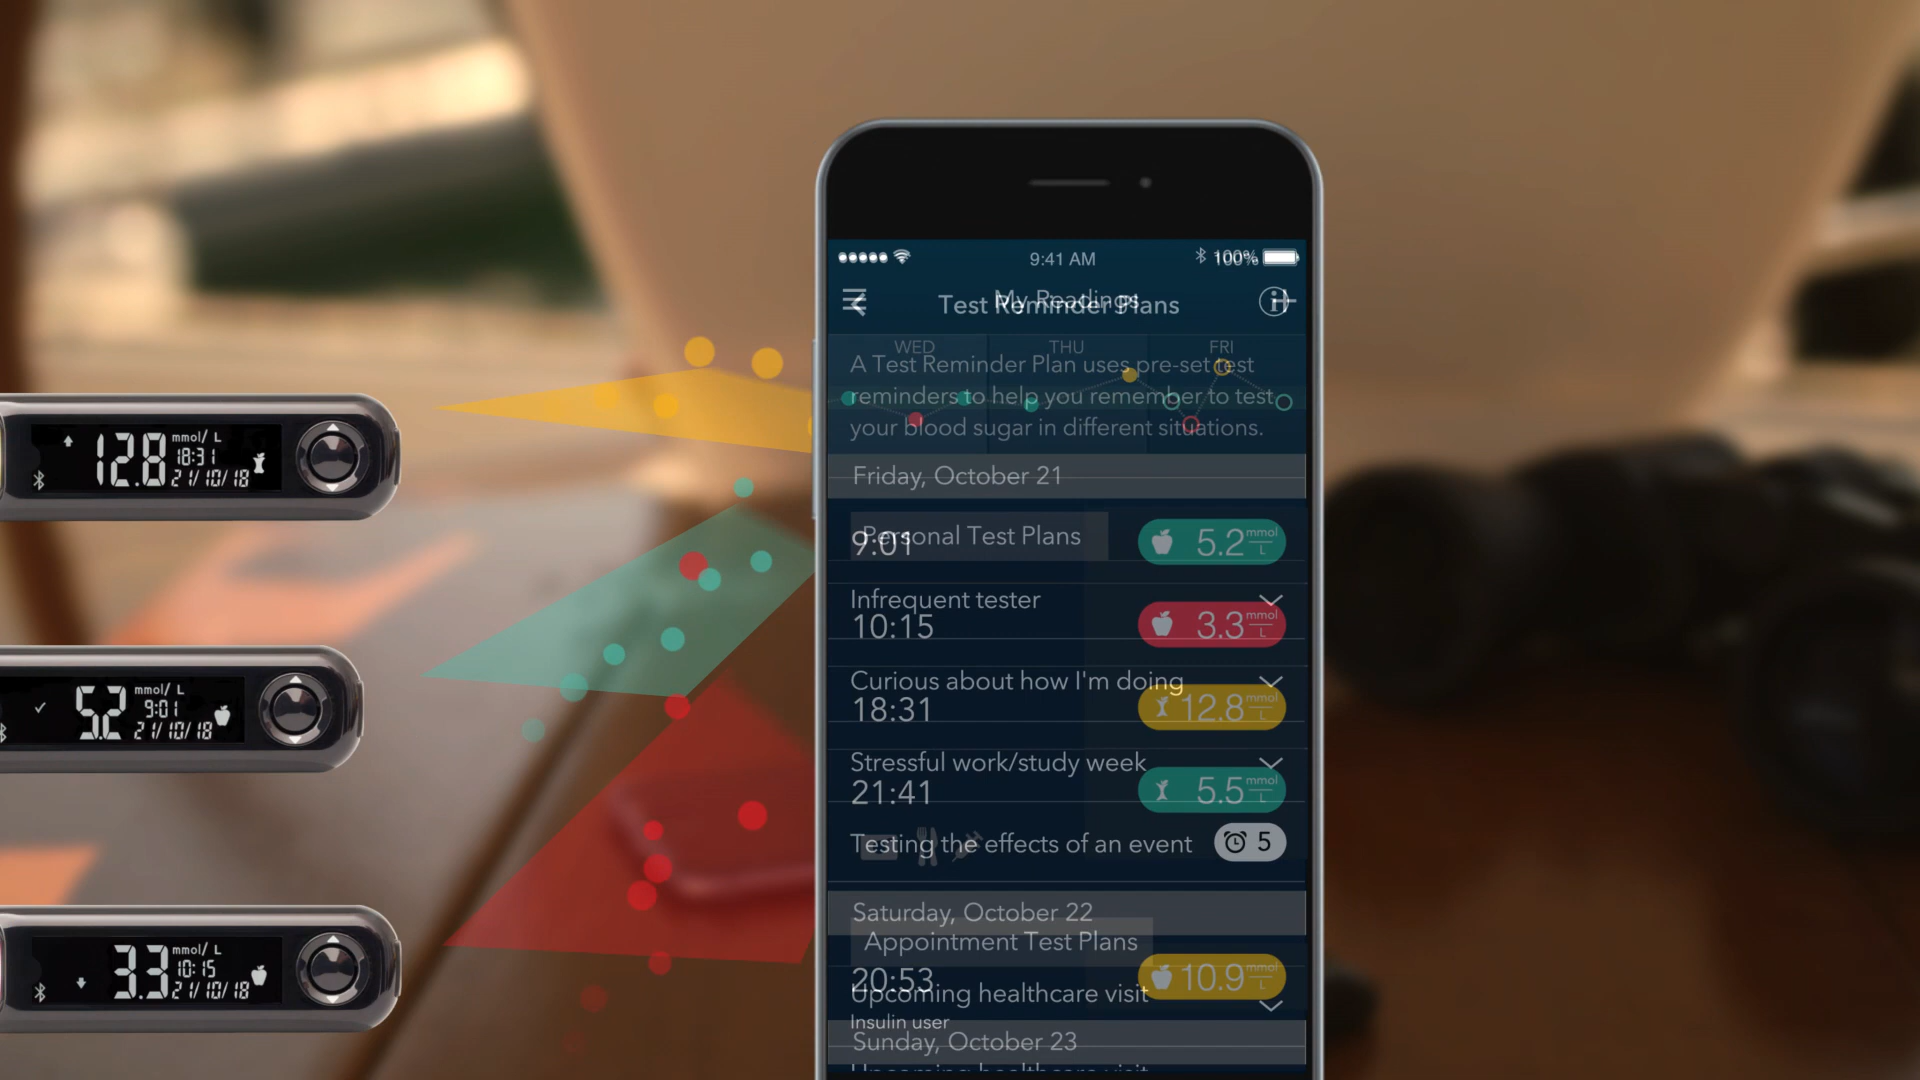 12.8 mmol/ L
18:31
21/10/18
5.2 mmol/ L
9:01
21/10/18
3.3 mmol/ L
10:15
21/10/18
9:41 AM
100%
My Readings
Test Reminder Plans
WED THU FRI
A Test Reminder Plan uses pre-set test
reminders to help you remember to test
your blood sugar in different situations.
Friday, October 21
Personal Test Plans
9:01 5.2 mmol/L
Infrequent tester
10:15 3.3 mmol/L
Curious about how I'm doing
18:31 12.8 mmol/L
Stressful work/study week
21:41 5.5 mmol/L
Testing the effects of an event 5
Saturday, October 22
Appointment Test Plans
20:53 10.9 mmol/L
Upcoming healthcare visit
Insulin user
Sunday, October 23
Upcoming healthcare visit